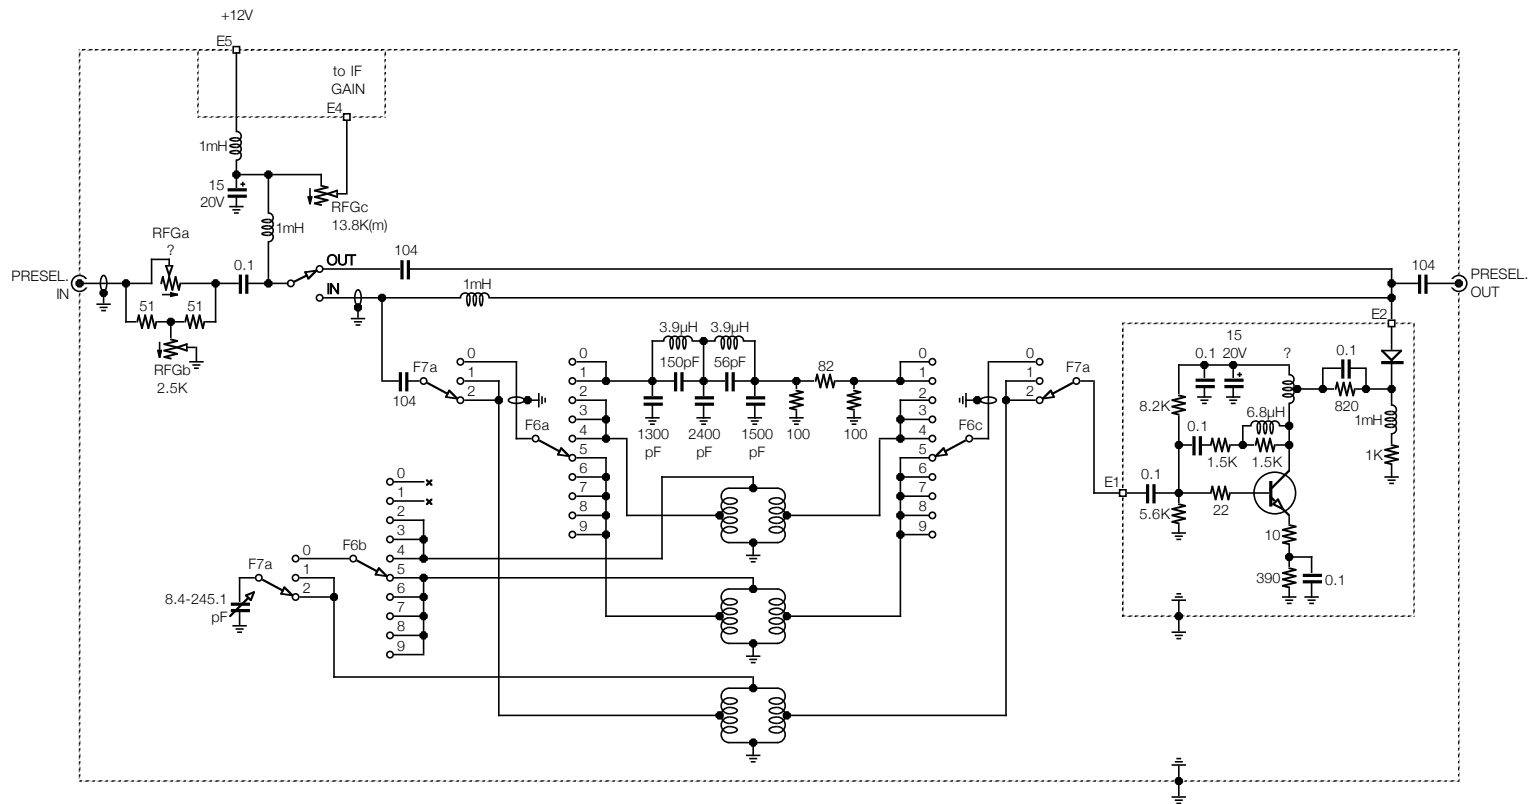 +12V
E5
to IF
GAIN
E4
1mH
15
20V
+
RFGc
13.8K(m)
1mH
RFGa
?
0.1
OUT
104
IN
1mH
PRESEL.
IN
51
51
RFGb
2.5K
104
PRESEL.
OUT
E2
F7a
104
0
1
2
F6a
0
1
2
3
4
5
6
7
8
9
3.9µH
3.9µH
150pF
56pF
1300
pF
2400
pF
1500
pF
82
100
100
0
1
2
3
4
5
6
7
8
9
F6c
0
1
2
F7a
E1
15
0.1
20V
+
?
0.1
8.2K
820
6.8µH
0.1
1.5K
1.5K
1mH
1K
0.1
5.6K
22
10
390
0.1
8.4-245.1
pF
F7a
0
1
2
F6b
0
1
2
3
4
5
6
7
8
9